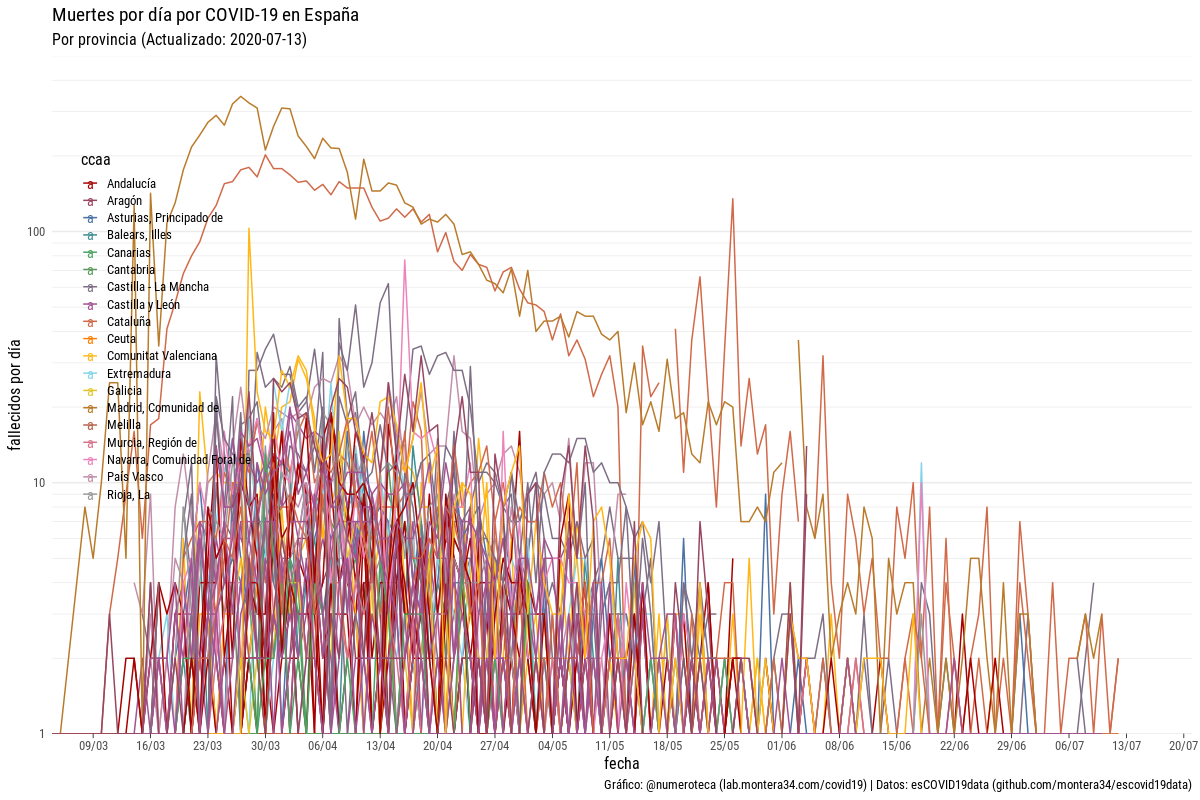 Muertes por día por COVID-19 en España
Por provincia (Actualizado: 2020-07-13)
fallecidos por día
100
10
1
ccaa
Andalucía
Aragón
Asturias, Principado de
Balears, Illes
Canarias
Cantabria
Castilla - La Mancha
Castilla y León
Cataluña
Ceuta
Comunitat Valenciana
Extremadura
Galicia
Madrid, Comunidad de
Melilla
Murcia, Región de
Navarra, Comunidad Foral de
País Vasco
Rioja, La
09/03 16/03 23/03 30/03 06/04 13/04 20/04 27/04 04/05 11/05 18/05 25/05 01/06 08/06 15/06 22/06 29/06 06/07 13/07 20/07
fecha
Gráfico: @numeroteca (lab.montera34.com/covid19) | Datos: esCOVID19data (github.com/montera34/escovid19data)